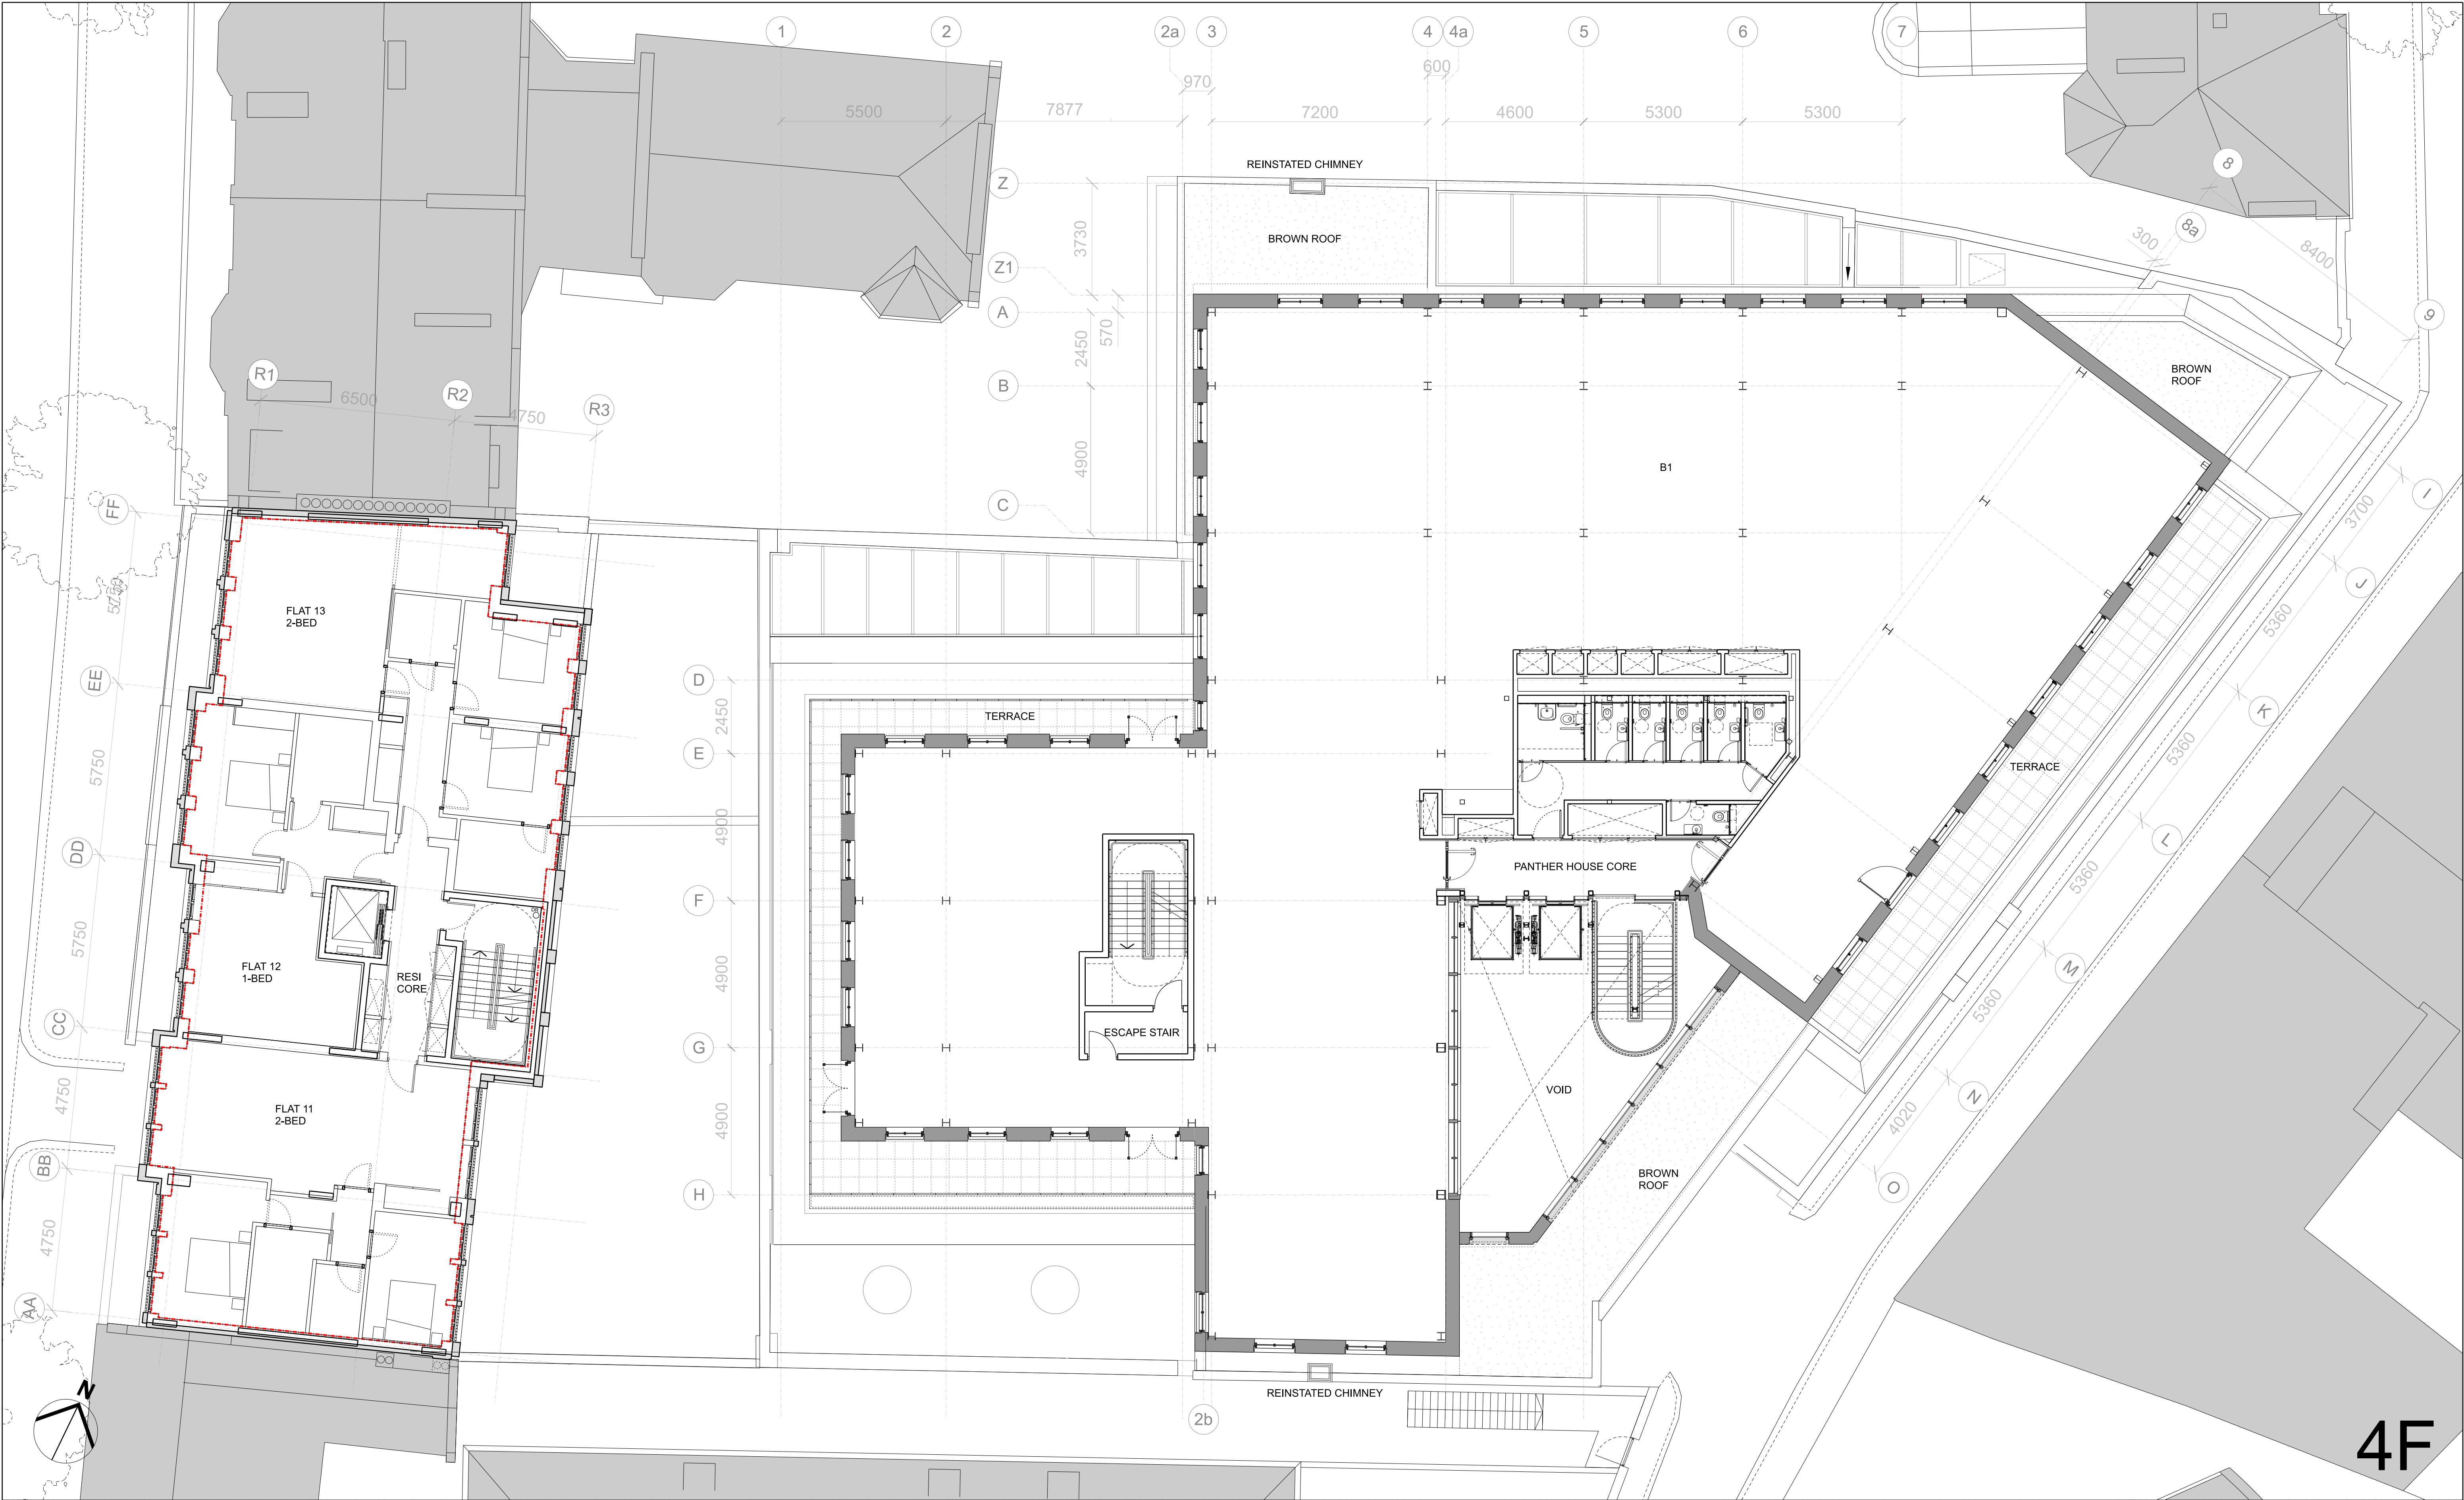 1
2
2a
3
4
4a
5
6
7
970
600
5500
7877
7200
4600
5300
5300
REINSTATED CHIMNEY
8
Z
8a
3730
BROWN ROOF
300
8400
Z1
A
9
570
2450
BROWN
ROOF
R1
B
6500
R2
R3
4750
4900
B1
C
I
FF
3700
J
5750
FLAT 13
2-BED
5360
EE
D
K
TERRACE
2450
E
5360
5750
TERRACE
4900
L
DD
PANTHER HOUSE CORE
5360
F
5750
FLAT 12
1-BED
RESI
CORE
4900
M
5360
CC
ESCAPE STAIR
G
4750
FLAT 11
2-BED
VOID
N
4900
4020
BB
BROWN
ROOF
O
H
4750
AA
N
REINSTATED CHIMNEY
2b
4F